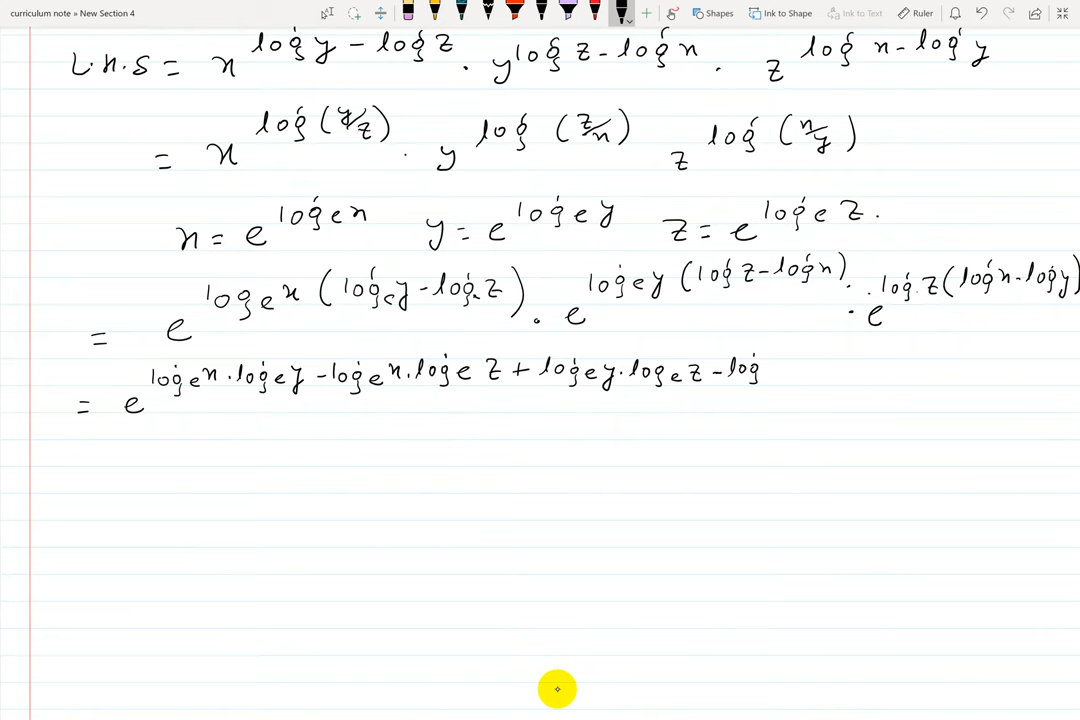 curriculum note » New Section 4
Shapes Ink to Shape Ink to Text Ruler
L.H.S = x^{log y - log z} . y^{log z - log x} . z^{log x - log y}
= x^{log (y/z)} . y^{log (z/x)} z^{log (x/y)}
x = e^{log_e x} y = e^{log_e y} z = e^{log_e z}.
= e^{log_e x (log_e y - log_e z)} . e^{log_e y (log z - log x)} . e^{log z (log x - log y)}
= e^{log_e x . log_e y - log_e x . log_e z + log_e y . log_e z - log